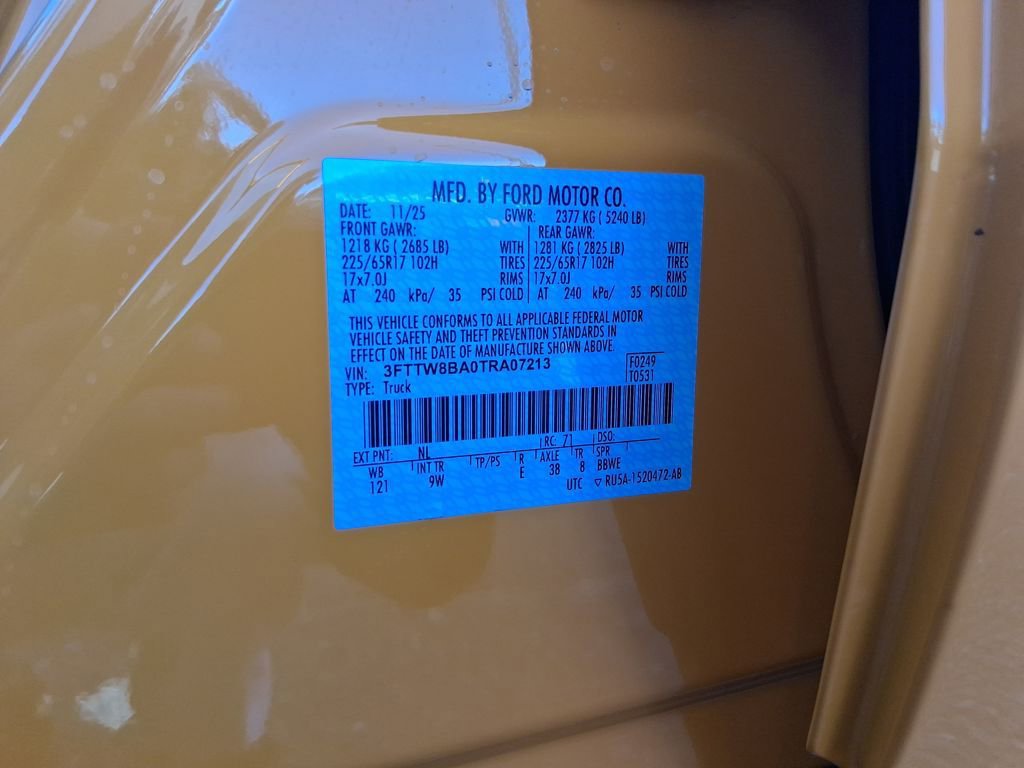 MFD. BY FORD MOTOR CO.
DATE: 11/25 GVWR: 2377 KG ( 5240 LB)
FRONT GAWR: REAR GAWR:
1218 KG ( 2685 LB) WITH 1281 KG ( 2825 LB) WITH
225/65R17 102H TIRES 225/65R17 102H TIRES
17x7.0J RIMS 17x7.0J RIMS
AT 240 kPa/ 35 PSI COLD AT 240 kPa/ 35 PSI COLD
THIS VEHICLE CONFORMS TO ALL APPLICABLE FEDERAL MOTOR
VEHICLE SAFETY AND THEFT PREVENTION STANDARDS IN
EFFECT ON THE DATE OF MANUFACTURE SHOWN ABOVE.
VIN: 3FTTW8BA0TRA07213 F0249
TYPE: Truck T0531
EXT PNT: NL RC: 71 DSO:
WB INT TR TP/PS R AXLE TR SPR
121 9W E 38 8 BBWE
UTC ▽ RU5A-1520472-AB